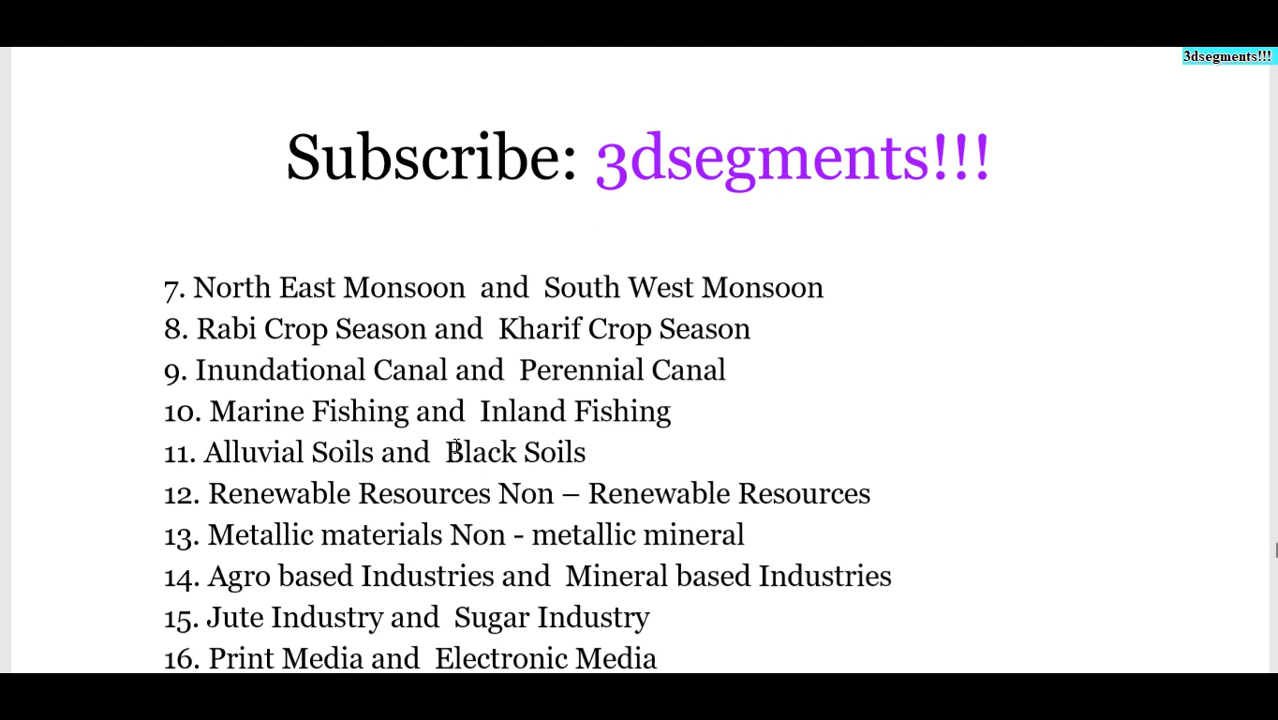 3dsegments!!!
Subscribe: 3dsegments!!!
7. North East Monsoon and South West Monsoon
8. Rabi Crop Season and Kharif Crop Season
9. Inundational Canal and Perennial Canal
10. Marine Fishing and Inland Fishing
11. Alluvial Soils and Black Soils
12. Renewable Resources Non – Renewable Resources
13. Metallic materials Non - metallic mineral
14. Agro based Industries and Mineral based Industries
15. Jute Industry and Sugar Industry
16. Print Media and Electronic Media